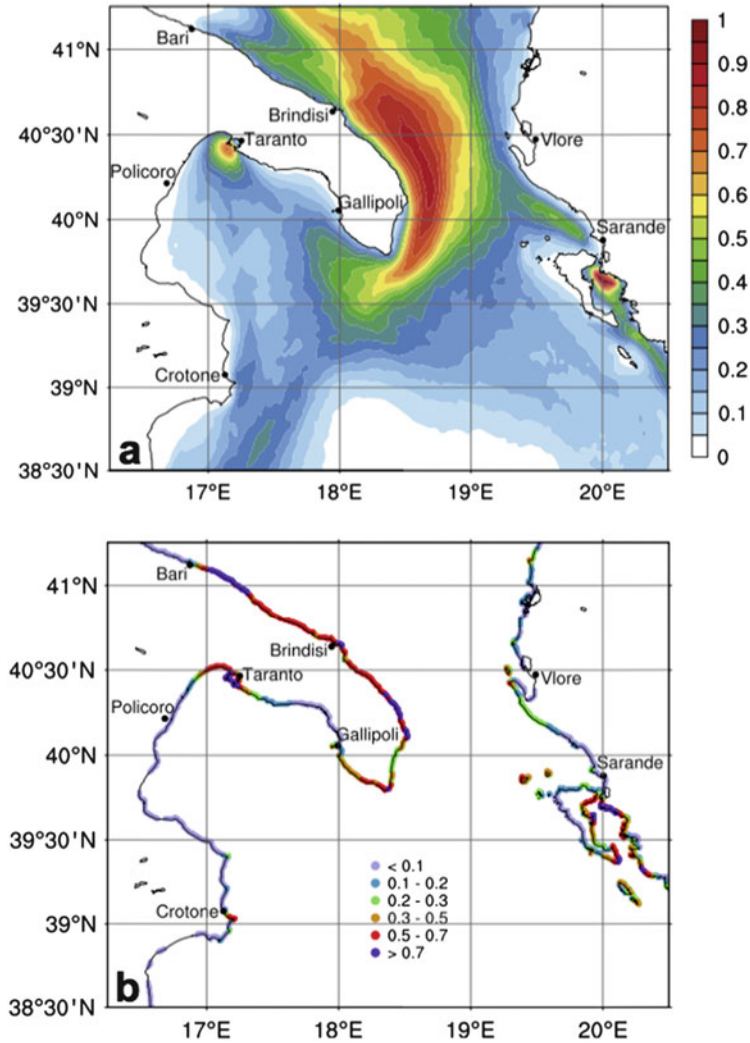 41°N
40°30'N
40°N
39°30'N
39°N
38°30'N
Bari
Brindisi
Taranto
Policoro
Gallipoli
Vlore
Sarande
Crotone
a
17°E
18°E
19°E
20°E
1
0.9
0.8
0.7
0.6
0.5
0.4
0.3
0.2
0.1
0
41°N
40°30'N
40°N
39°30'N
39°N
38°30'N
Bari
Brindisi
Taranto
Policoro
Gallipoli
Vlore
Sarande
Crotone
< 0.1
0.1 - 0.2
0.2 - 0.3
0.3 - 0.5
0.5 - 0.7
> 0.7
b
17°E
18°E
19°E
20°E